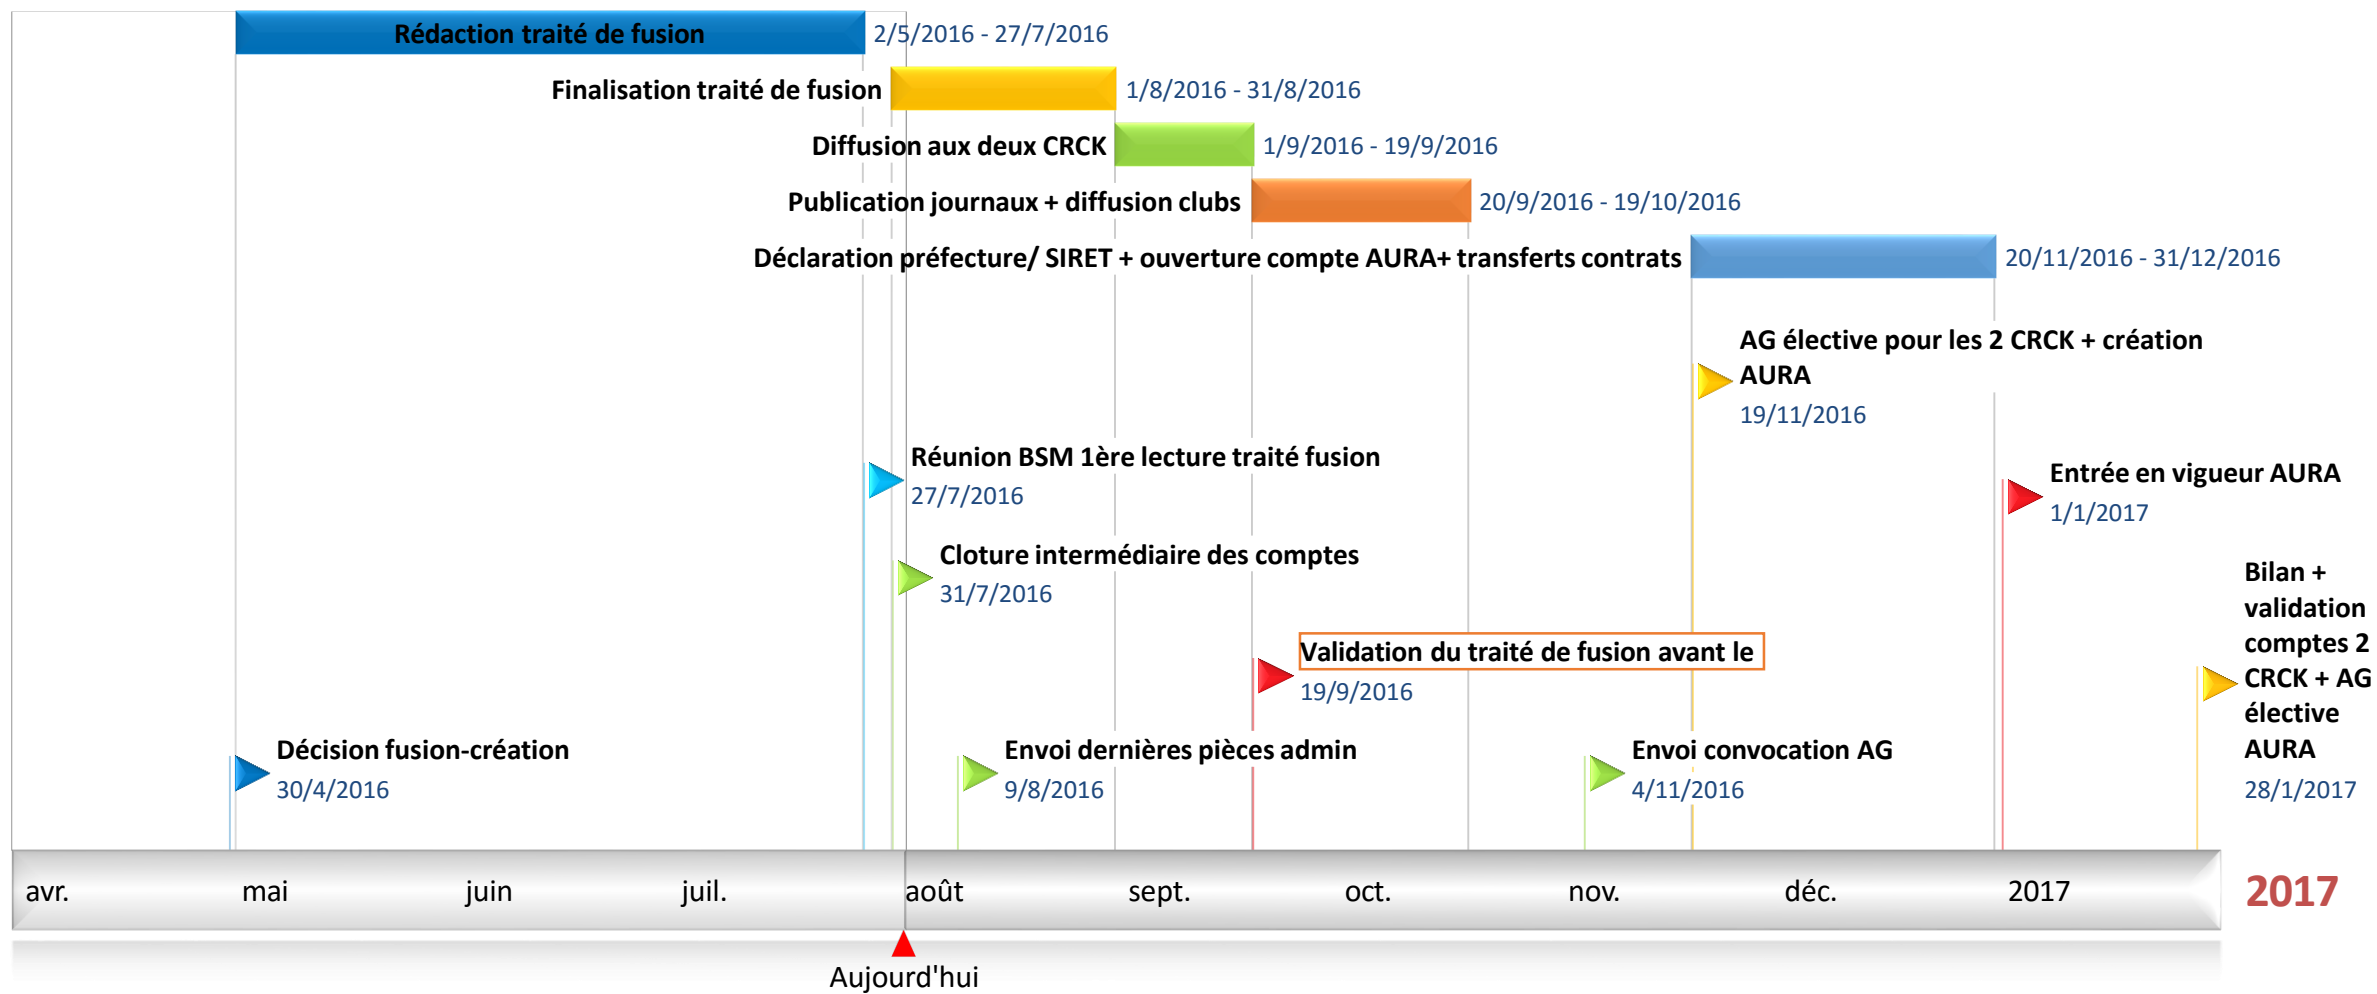 Rédaction traité de fusion
2/5/2016 - 27/7/2016
Finalisation traité de fusion
1/8/2016 - 31/8/2016
Diffusion aux deux CRCK
1/9/2016 - 19/9/2016
Publication journaux + diffusion clubs
20/9/2016 - 19/10/2016
Déclaration préfecture/ SIRET + ouverture compte AURA+ transferts contrats
20/11/2016 - 31/12/2016
AG élective pour les 2 CRCK + création
AURA
19/11/2016
Réunion BSM 1ère lecture traité fusion
27/7/2016
Entrée en vigueur AURA
1/1/2017
Cloture intermédiaire des comptes
31/7/2016
Bilan +
validation
comptes 2
CRCK + AG
élective
AURA
28/1/2017
Validation du traité de fusion avant le
19/9/2016
Décision fusion-création
30/4/2016
Envoi dernières pièces admin
9/8/2016
Envoi convocation AG
4/11/2016
avr.
mai
juin
juil.
août
sept.
oct.
nov.
déc.
2017
2017
Aujourd'hui